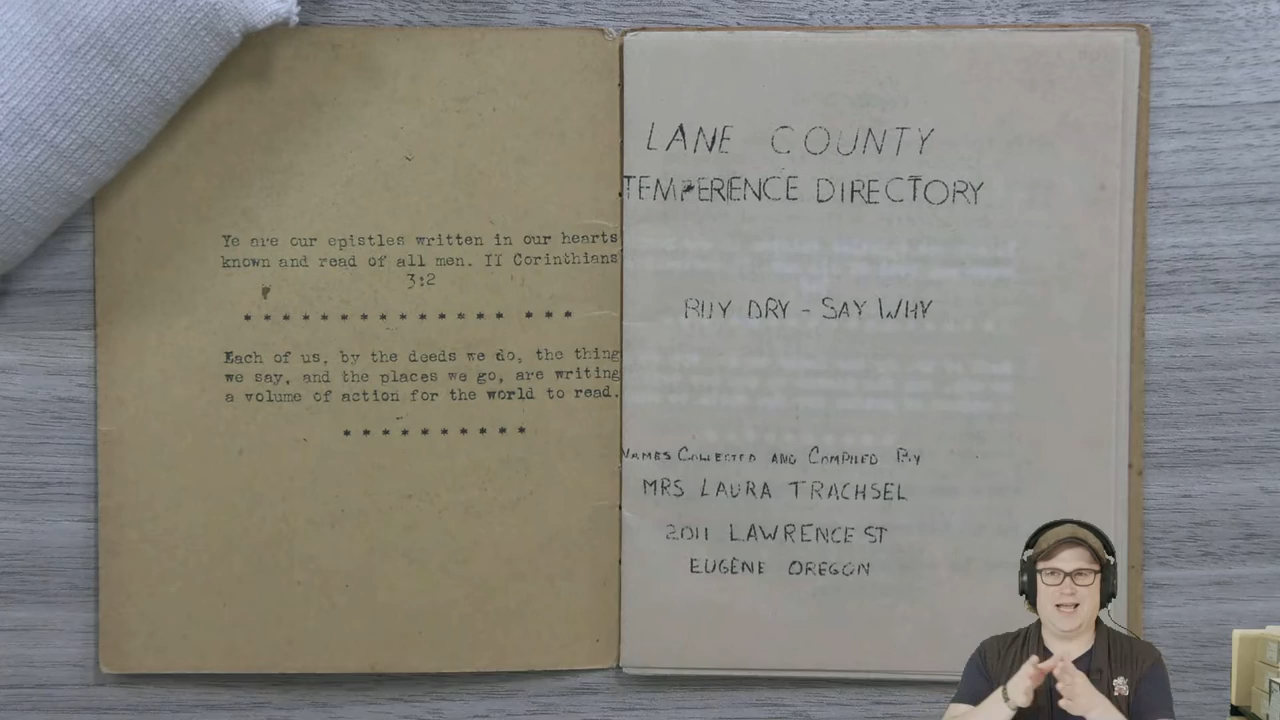 Ye are our epistles written in our hearts
known and read of all men. II Corinthians
3:2
* * * * * * * * * * * * * * * * *
Each of us, by the deeds we do, the thing
we say, and the places we go, are writing
a volume of action for the world to read.
* * * * * * * * * *
LANE COUNTY
TEMPERENCE DIRECTORY
BUY DRY - SAY WHY
NAMES COLLECTED AND COMPILED BY
MRS LAURA TRACHSEL
2011 LAWRENCE ST
EUGENE OREGON